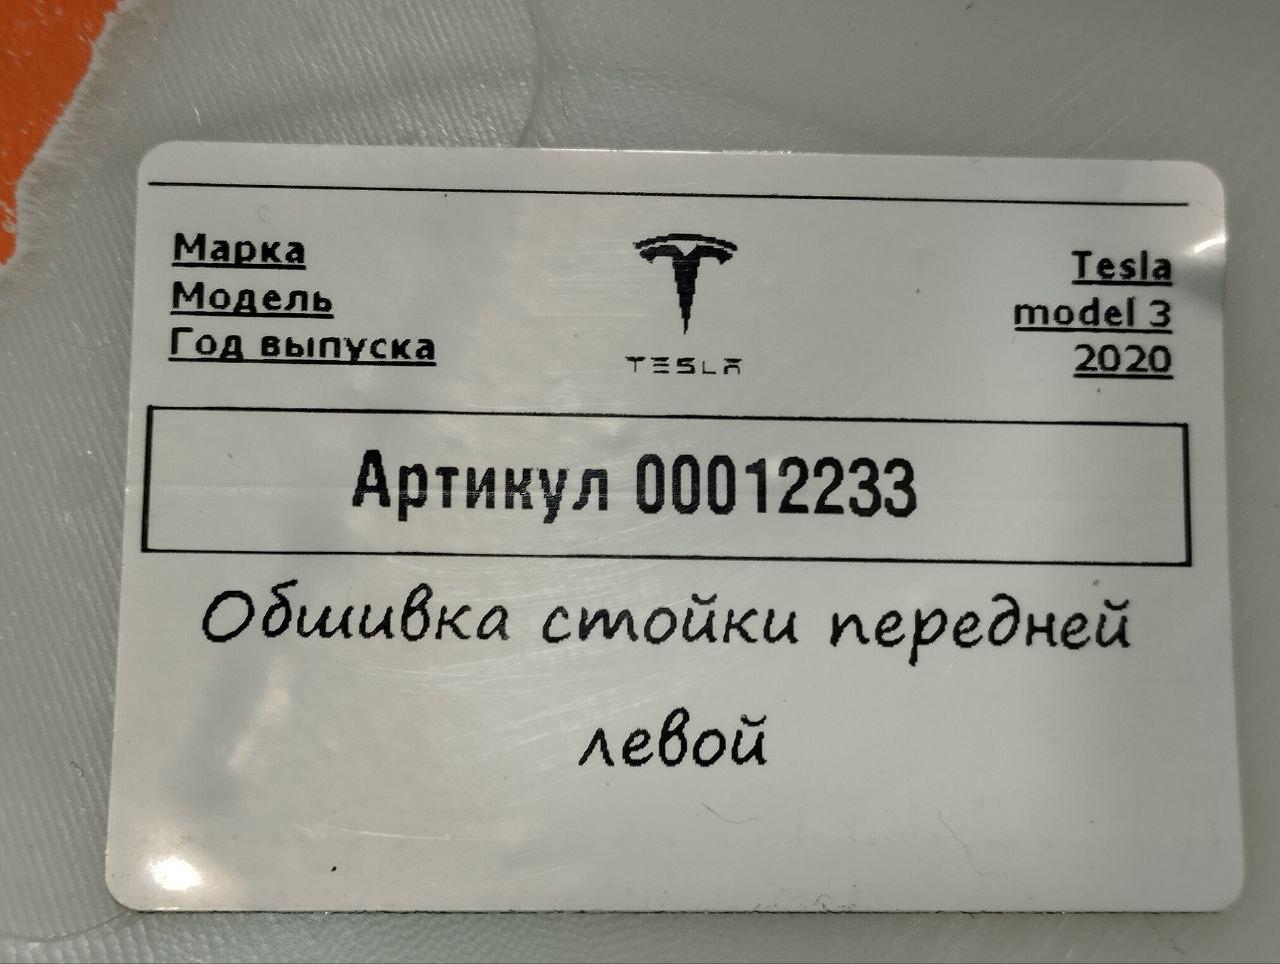 Марка
Модель
Год выпуска
TESLA
Tesla
model 3
2020
Артикул 00012233
Обшивка стойки передней
левой